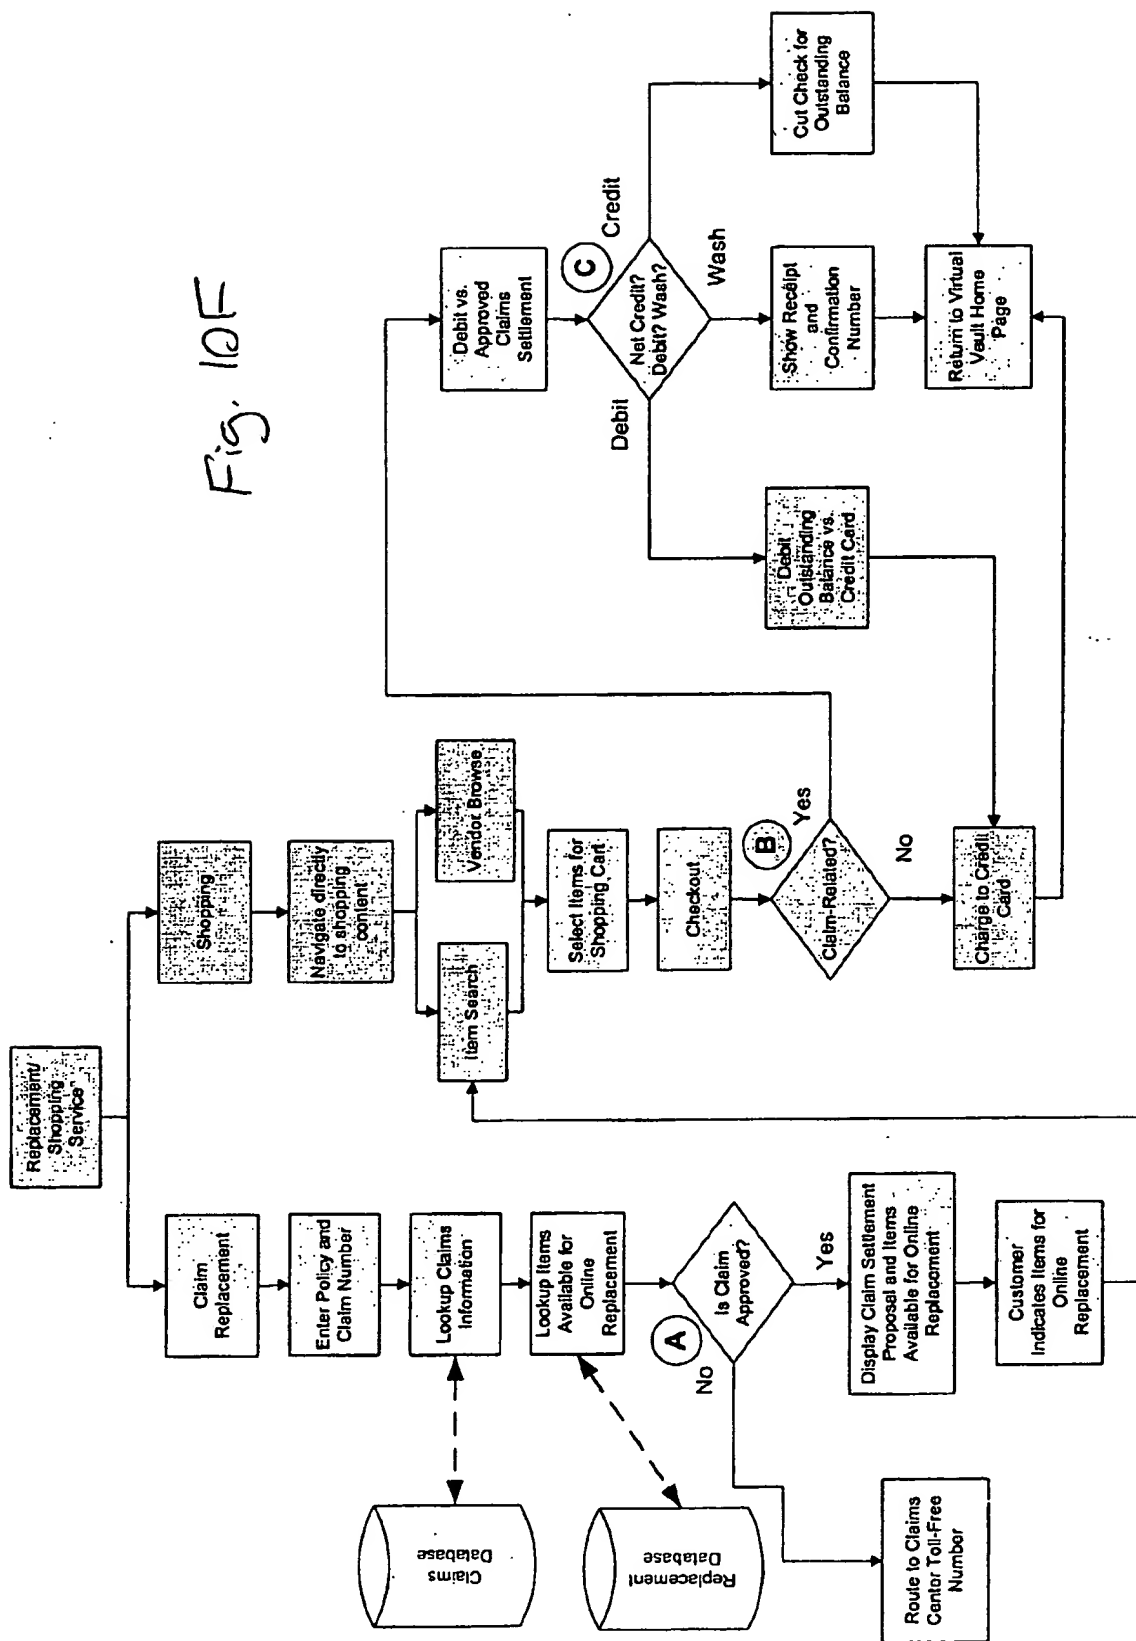 Fig. 10F
Replacement/
Shopping
Service
Claim
Replacement
Enter Policy and
Claim Number
Lookup Claims
Information
Claims
Database
Lookup Items
Available for
Online
Replacement
Replacement
Database
A
Is Claim
Approved?
No
Yes
Route to Claims
Center Toll-Free
Number
Display Claim Settlement
Proposal and Items
Available for Online
Replacement
Customer
Indicates Items for
Online
Replacement
Shopping
Navigate directly
to shopping
content
Item Search
Vendor Browse
Select Items for
Shopping Cart
Checkout
B
Claim-Related?
Yes
No
Charge to Credit
Card
Debit vs.
Approved
Claims
Settlement
C
Net Credit?
Debit? Wash?
Debit
Wash
Credit
Debit
Outstanding
Balance vs.
Credit Card
Show Receipt
and
Confirmation
Number
Cut Check for
Outstanding
Balance
Return to Virtual
Vault Home
Page